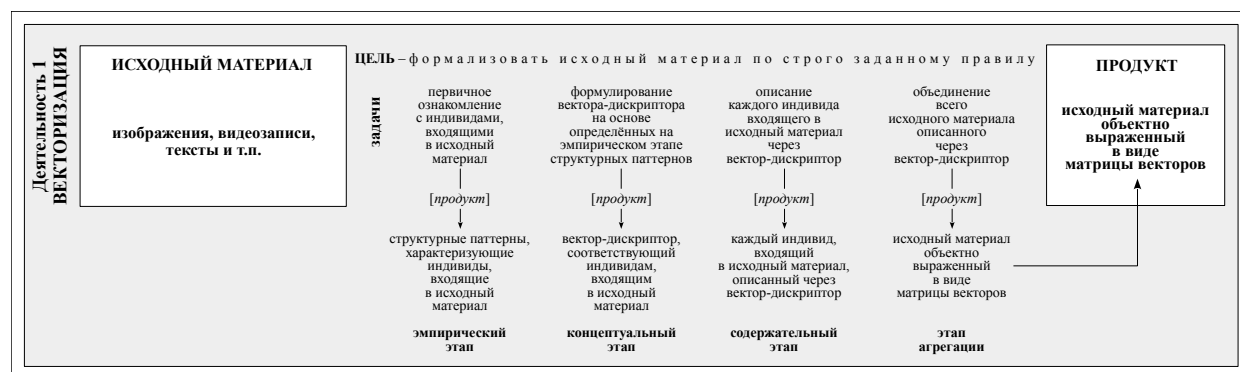 Деятельность 1
ВЕКТОРИЗАЦИЯ
ИСХОДНЫЙ МАТЕРИАЛ
изображения, видеозаписи,
тексты и т.п.
ЦЕЛЬ – формализовать исходный материал по строго заданному правилу
задачи
первичное
ознакомление
с индивидами,
входящими
в исходный
материал
[продукт]
структурные паттерны,
характеризующие
индивиды,
входящие
в исходный
материал
эмпирический
этап
формулирование
вектора-дискриптора
на основе
определённых на
эмпирическом этапе
структурных паттернов
[продукт]
вектор-дискриптор,
соответствующий
индивидам,
входящим
в исходный
материал
концептуальный
этап
описание
каждого индивида
входящего в
исходный материал
через
вектор-дискриптор
[продукт]
каждый индивид,
входящий
в исходный материал,
описанный через
вектор-дискриптор
содержательный
этап
объединение
всего
исходного материала
описанного
через
вектор-дискриптор
[продукт]
исходный материал
объектно
выраженный
в виде
матрицы векторов
этап
агрегации
ПРОДУКТ
исходный материал
объектно
выраженный
в виде
матрицы векторов